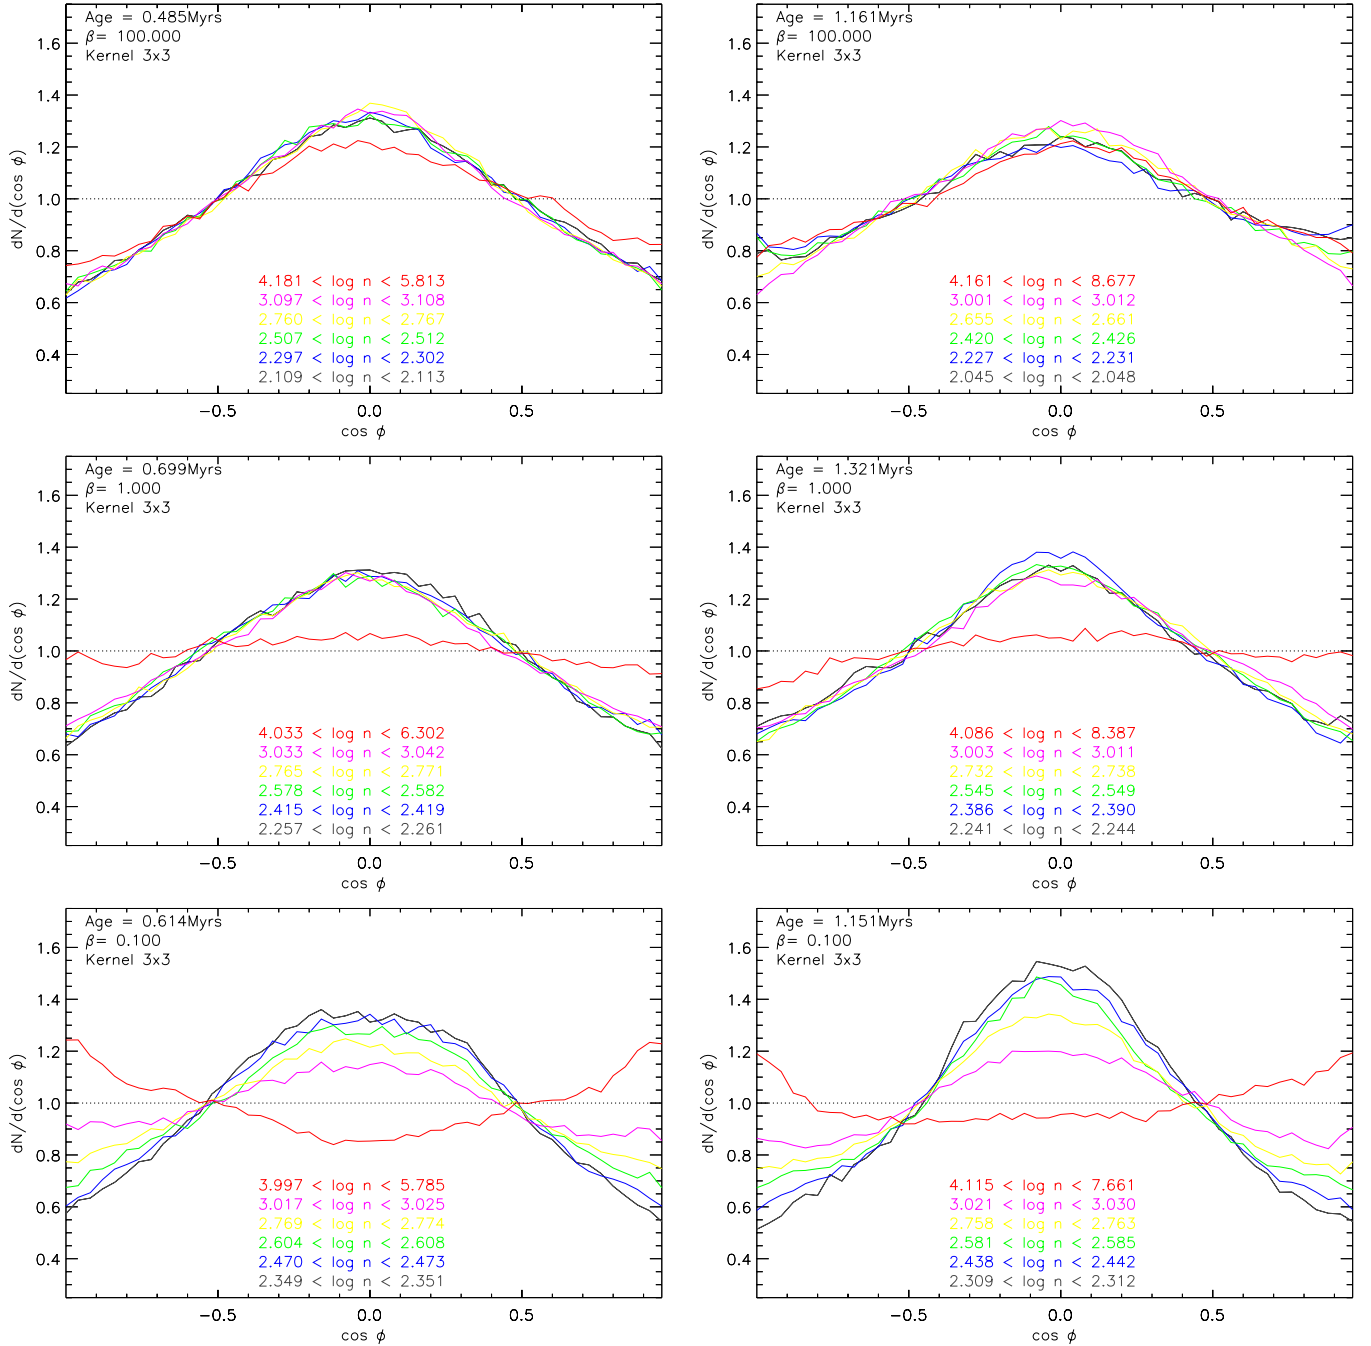 Age = 0.485Myrs
β= 100.000
Kernel 3x3
1.6
1.4
1.2
1.0
0.8
0.6
0.4
dN/d(cos ϕ)
4.181 < log n < 5.813
3.097 < log n < 3.108
2.760 < log n < 2.767
2.507 < log n < 2.512
2.297 < log n < 2.302
2.109 < log n < 2.113
−0.5 0.0 0.5
cos ϕ
Age = 1.161Myrs
β= 100.000
Kernel 3x3
1.6
1.4
1.2
1.0
0.8
0.6
0.4
dN/d(cos ϕ)
4.161 < log n < 8.677
3.001 < log n < 3.012
2.655 < log n < 2.661
2.420 < log n < 2.426
2.227 < log n < 2.231
2.045 < log n < 2.048
−0.5 0.0 0.5
cos ϕ
Age = 0.699Myrs
β= 1.000
Kernel 3x3
1.6
1.4
1.2
1.0
0.8
0.6
0.4
dN/d(cos ϕ)
4.033 < log n < 6.302
3.033 < log n < 3.042
2.765 < log n < 2.771
2.578 < log n < 2.582
2.415 < log n < 2.419
2.257 < log n < 2.261
−0.5 0.0 0.5
cos ϕ
Age = 1.321Myrs
β= 1.000
Kernel 3x3
1.6
1.4
1.2
1.0
0.8
0.6
0.4
dN/d(cos ϕ)
4.086 < log n < 8.387
3.003 < log n < 3.011
2.732 < log n < 2.738
2.545 < log n < 2.549
2.386 < log n < 2.390
2.241 < log n < 2.244
−0.5 0.0 0.5
cos ϕ
Age = 0.614Myrs
β= 0.100
Kernel 3x3
1.6
1.4
1.2
1.0
0.8
0.6
0.4
dN/d(cos ϕ)
3.997 < log n < 5.785
3.017 < log n < 3.025
2.769 < log n < 2.774
2.604 < log n < 2.608
2.470 < log n < 2.473
2.349 < log n < 2.351
−0.5 0.0 0.5
cos ϕ
Age = 1.151Myrs
β= 0.100
Kernel 3x3
1.6
1.4
1.2
1.0
0.8
0.6
0.4
dN/d(cos ϕ)
4.115 < log n < 7.661
3.021 < log n < 3.030
2.758 < log n < 2.763
2.581 < log n < 2.585
2.438 < log n < 2.442
2.309 < log n < 2.312
−0.5 0.0 0.5
cos ϕ